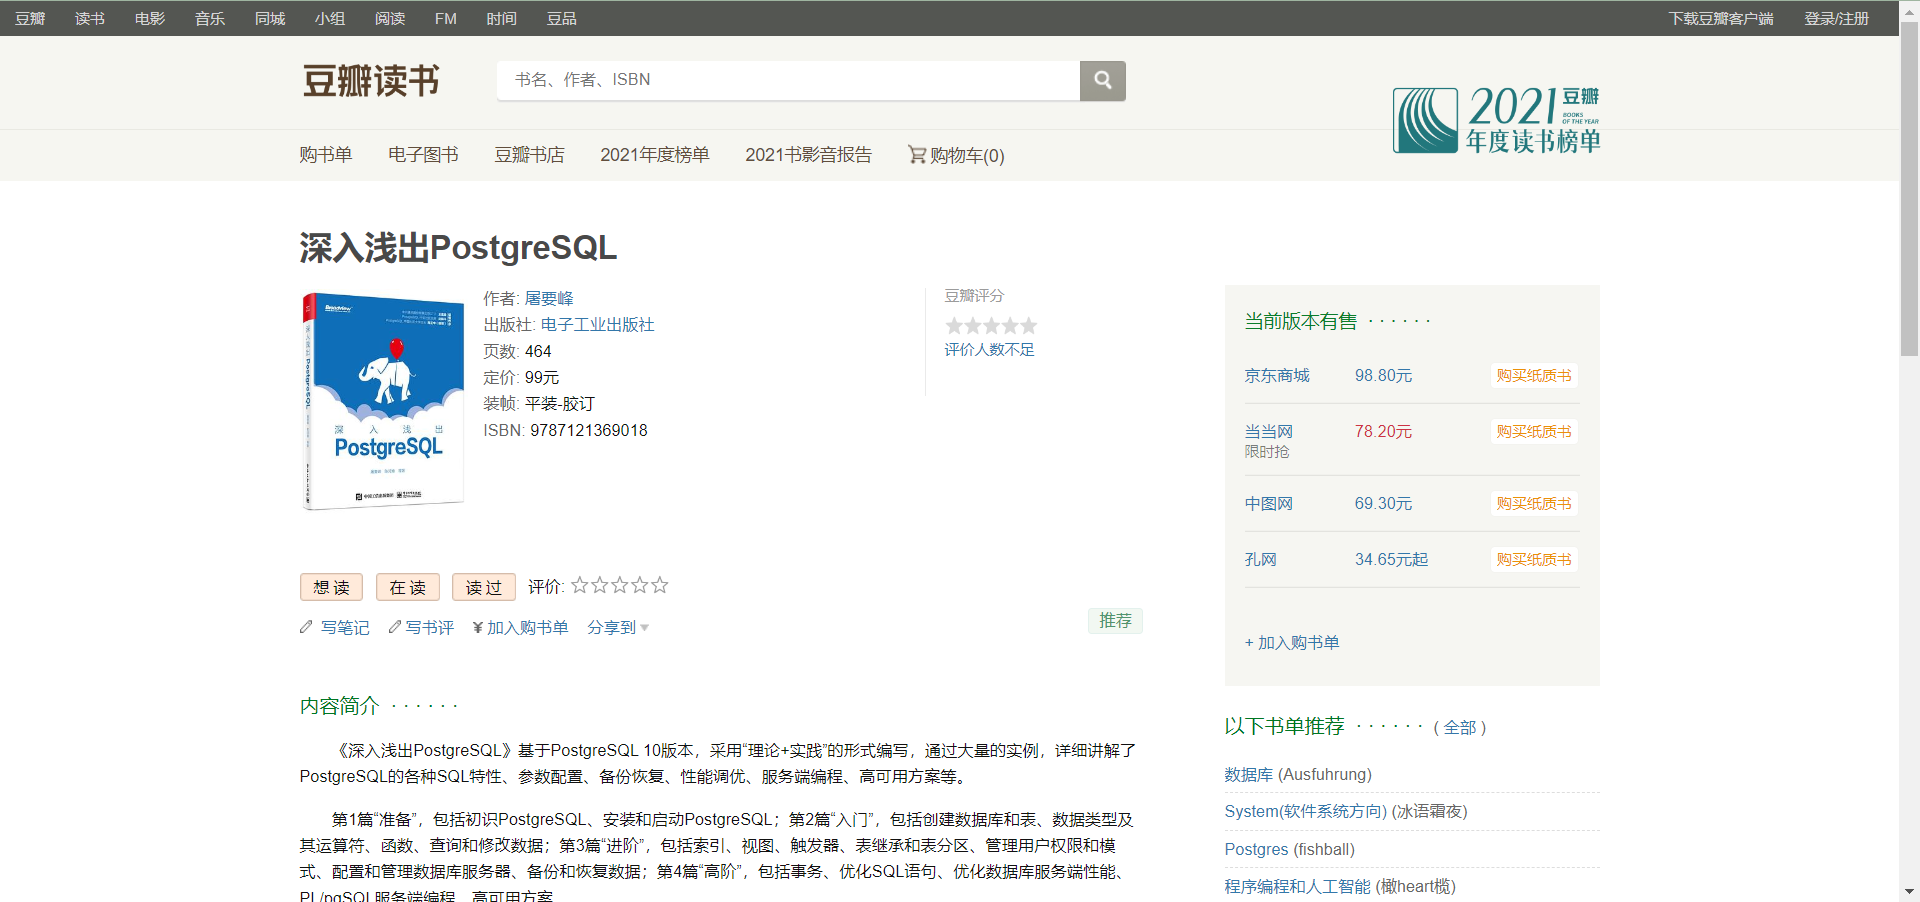 豆瓣 读书 电影 音乐 同城 小组 阅读 FM 时间 豆品 下载豆瓣客户端 登录/注册
豆瓣读书
书名、作者、ISBN
2021 豆瓣
BOOKS
OF THE YEAR
年度读书榜单
购书单 电子图书 豆瓣书店 2021年度榜单 2021书影音报告 购物车(0)
深入浅出PostgreSQL
Broadview
深入浅出 PostgreSQL
深 入 浅 出
PostgreSQL
作者: 屠要峰
出版社: 电子工业出版社
页数: 464
定价: 99元
装帧: 平装-胶订
ISBN: 9787121369018
豆瓣评分
评价人数不足
想读 在读 读过 评价:
写笔记 写书评 ¥加入购书单 分享到
推荐
内容简介 · · · · · ·
《深入浅出PostgreSQL》基于PostgreSQL 10版本，采用“理论+实践”的形式编写，通过大量的实例，详细讲解了
PostgreSQL的各种SQL特性、参数配置、备份恢复、性能调优、服务端编程、高可用方案等。
第1篇“准备”，包括初识PostgreSQL、安装和启动PostgreSQL；第2篇“入门”，包括创建数据库和表、数据类型及
其运算符、函数、查询和修改数据；第3篇“进阶”，包括索引、视图、触发器、表继承和表分区、管理用户权限和模
式、配置和管理数据库服务器、备份和恢复数据；第4篇“高阶”，包括事务、优化SQL语句、优化数据库服务端性能、
PL/pgSQL服务端编程、高可用方案
当前版本有售 · · · · · ·
京东商城 98.80元 购买纸质书
当当网 78.20元 购买纸质书
限时抢
中图网 69.30元 购买纸质书
孔网 34.65元起 购买纸质书
+ 加入购书单
以下书单推荐 · · · · · · ( 全部 )
数据库 (Ausfuhrung)
System(软件系统方向) (冰语霜夜)
Postgres (fishball)
程序编程和人工智能 (橄heart榄)